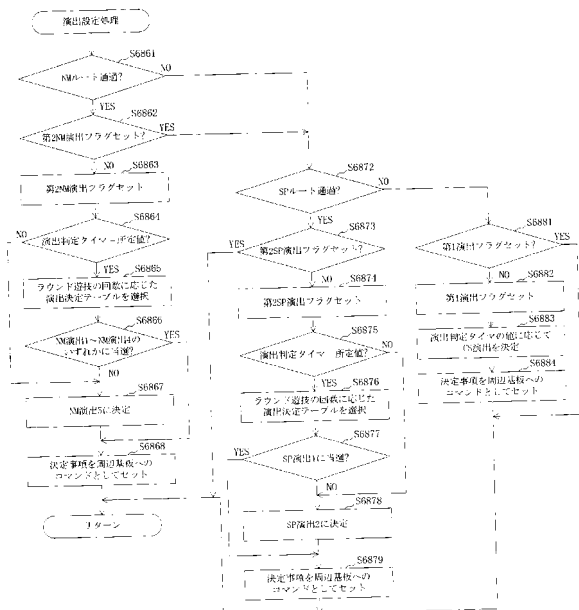 演出設定処理
S6861
NMルート通過?
NO
YES
S6862
第2NM演出フラグセット?
YES
NO
S6863
第2NM演出フラグセット
S6864
NO
演出判定タイマ=所定値?
YES
S6865
ラウンド遊技の回数に応じた
演出決定テーブルを選択
S6866
NM演出1~NM演出4の
いずれかに当選?
YES
NO
S6867
NM演出5に決定
S6868
決定事項を周辺基板への
コマンドとしてセット
リターン
S6872
SPルート通過?
NO
YES
S6873
YES
第2SP演出フラグセット?
NO
S6874
第2SP演出フラグセット
S6875
演出判定タイマ=所定値?
NO
YES
S6876
ラウンド遊技の回数に応じた
演出決定テーブルを選択
S6877
YES
SP演出1に当選?
NO
S6878
SP演出2に決定
S6879
決定事項を周辺基板への
コマンドとしてセット
S6881
第1演出フラグセット?
YES
NO
S6882
第1演出フラグセット
S6883
演出判定タイマの値に応じて
CS演出を決定
S6884
決定事項を周辺基板への
コマンドとしてセット